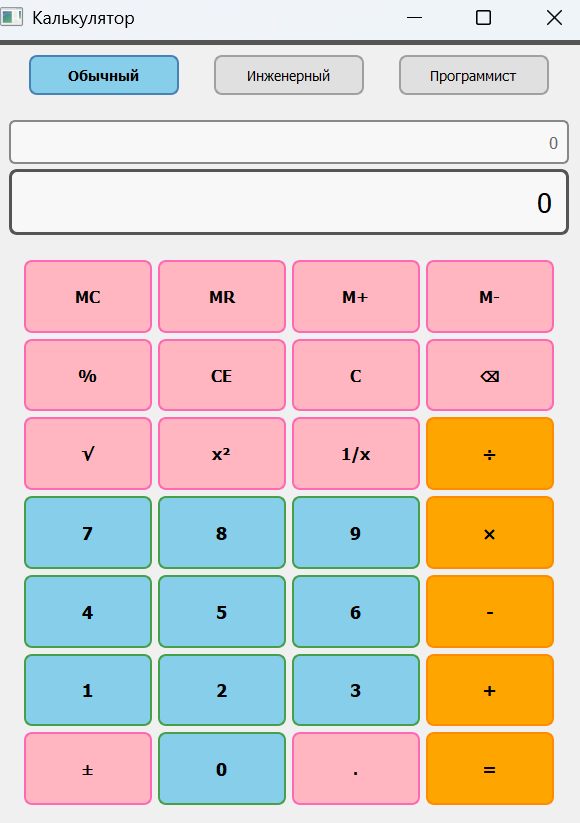 Калькулятор
Обычный Инженерный Программист
0
0
MC MR M+ M-
% CE C ⌫
√ x² 1/x ÷
7 8 9 ×
4 5 6 -
1 2 3 +
± 0 . =